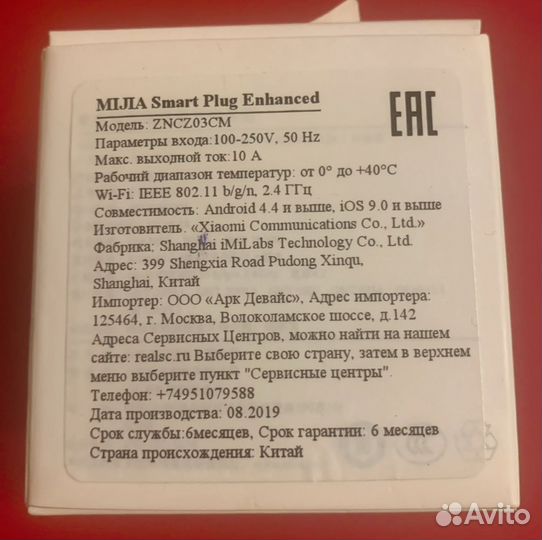 MIJIA Smart Plug Enhanced
EAC
Модель: ZNCZ03CM
Параметры входа:100-250V, 50 Hz
Макс. выходной ток:10 А
Рабочий диапазон температур: от 0° до +40°С
Wi-Fi: IEEE 802.11 b/g/n, 2.4 ГГц
Совместимость: Android 4.4 и выше, iOS 9.0 и выше
Изготовитель. «Xiaomi Communications Co., Ltd.»
Фабрика: Shanghai iMiLabs Technology Co., Ltd.
Адрес: 399 Shengxia Road Pudong Xinqu,
Shanghai, Китай
Импортер: ООО «Арк Девайс», Адрес импортера:
125464, г. Москва, Волоколамское шоссе, д.142
Адреса Сервисных Центров, можно найти на нашем
сайте: realsc.ru Выберите свою страну, затем в верхнем
меню выберите пункт "Сервисные центры".
Телефон: +74951079588
Дата производства: 08.2019
Срок службы:6месяцев, Срок гарантии: 6 месяцев
Страна происхождения: Китай
Avito